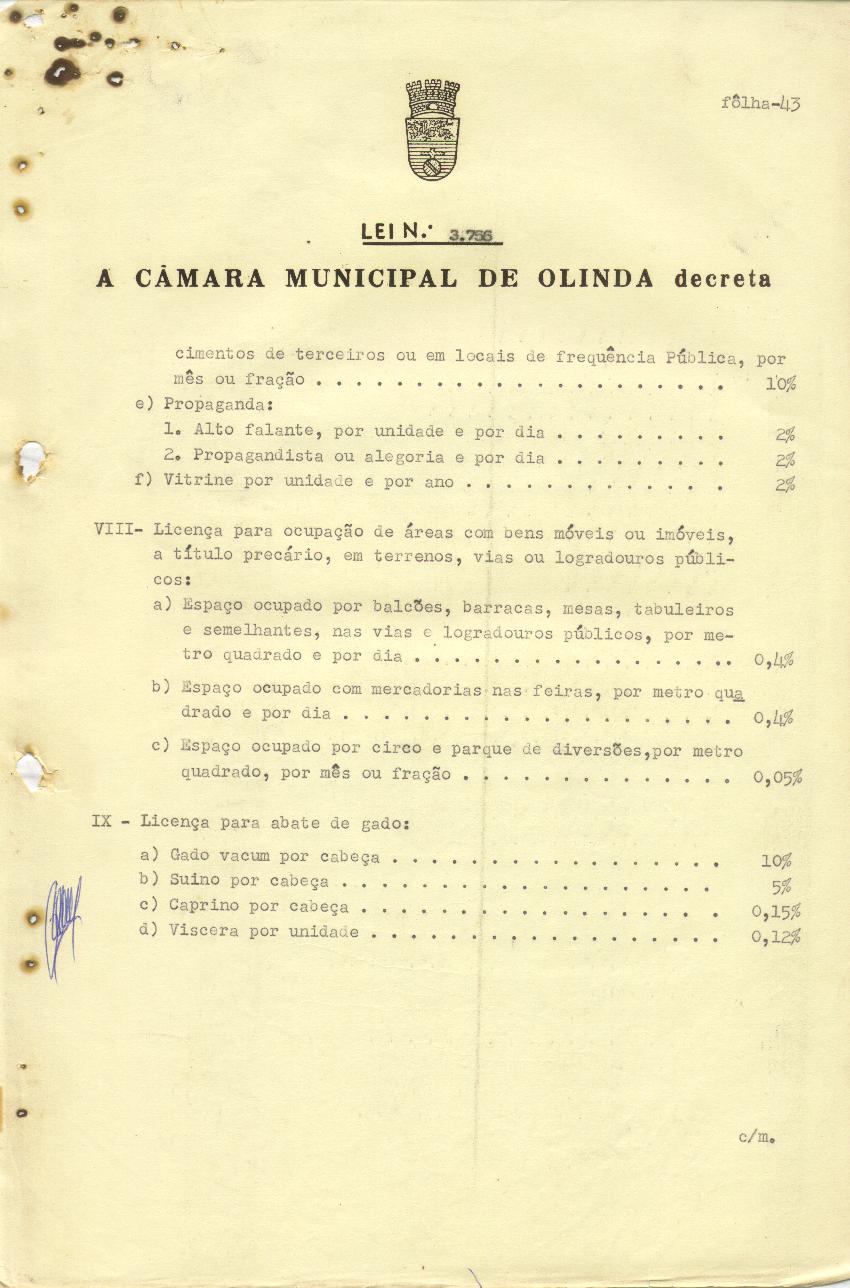 fôlha-43
LEI N.º 3.756
A CÂMARA MUNICIPAL DE OLINDA decreta
cimentos de terceiros ou em locais de frequência Pública, por
mês ou fração . . . . . . . . . . . . . . . . . . . . . 10%
e) Propaganda:
1. Alto falante, por unidade e por dia . . . . . . . . . 2%
2. Propagandista ou alegoria e por dia . . . . . . . . . 2%
f) Vitrine por unidade e por ano . . . . . . . . . . . . . 2%
VIII- Licença para ocupação de áreas com bens móveis ou imóveis,
a título precário, em terrenos, vias ou logradouros públi-
cos:
a) Espaço ocupado por balcões, barracas, mesas, tabuleiros
e semelhantes, nas vias e logradouros públicos, por me-
tro quadrado e por dia . . . . . . . . . . . . . . . . .. 0,4%
b) Espaço ocupado com mercadorias nas feiras, por metro qua
drado e por dia . . . . . . . . . . . . . . . . . . . . . 0,4%
c) Espaço ocupado por circo e parque de diversões,por metro
quadrado, por mês ou fração . . . . . . . . . . . . . . 0,05%
IX - Licença para abate de gado:
a) Gado vacum por cabeça . . . . . . . . . . . . . . . . . 10%
b) Suino por cabeça . . . . . . . . . . . . . . . . . . . 5%
c) Caprino por cabeça . . . . . . . . . . . . . . . . . . 0,15%
d) Viscera por unidade . . . . . . . . . . . . . . . . . . 0,12%
c/m.